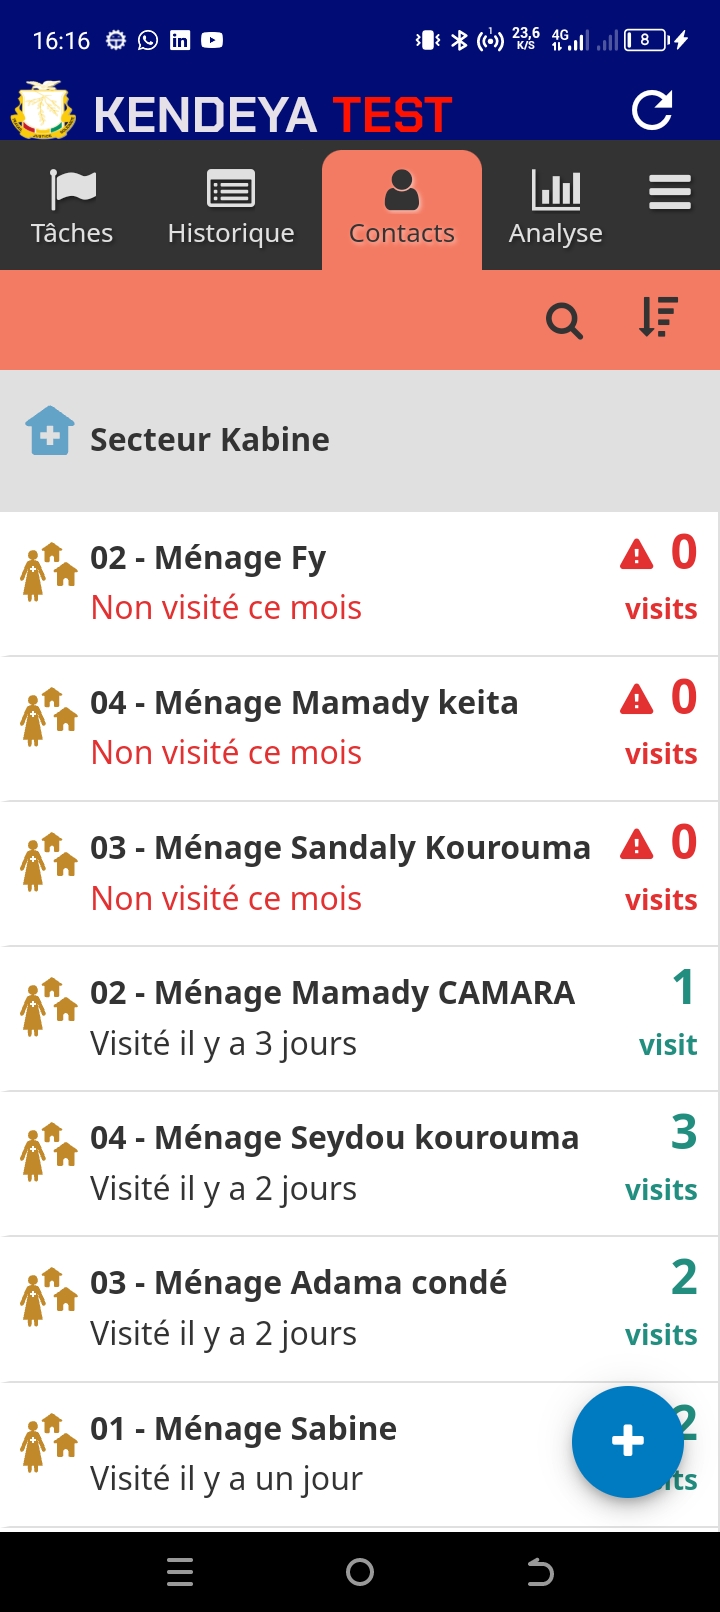 16:16
23,6
K/S
4G
8
KENDEYA TEST
Tâches
Historique
Contacts
Analyse
Secteur Kabine
02 - Ménage Fy
0
Non visité ce mois
visits
04 - Ménage Mamady keita
0
Non visité ce mois
visits
03 - Ménage Sandaly Kourouma
0
Non visité ce mois
visits
02 - Ménage Mamady CAMARA
1
Visité il y a 3 jours
visit
04 - Ménage Seydou kourouma
3
Visité il y a 2 jours
visits
03 - Ménage Adama condé
2
Visité il y a 2 jours
visits
01 - Ménage Sabine
2
Visité il y a un jour